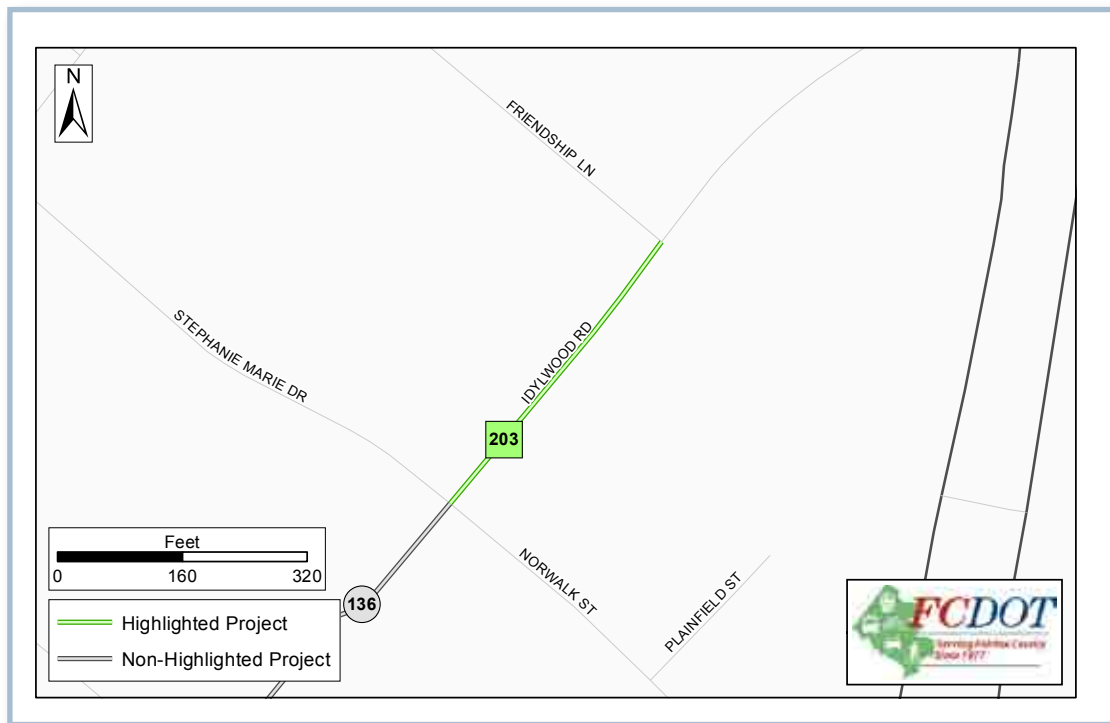 N
FRIENDSHIP LN
STEPHANIE MARIE DR
IDYLWOOD RD
203
Feet
0 160 320
NORWALK ST
PLAINFIELD ST
136
Highlighted Project
Non-Highlighted Project
FCDOT
Serving Fairfax County
Since 1977